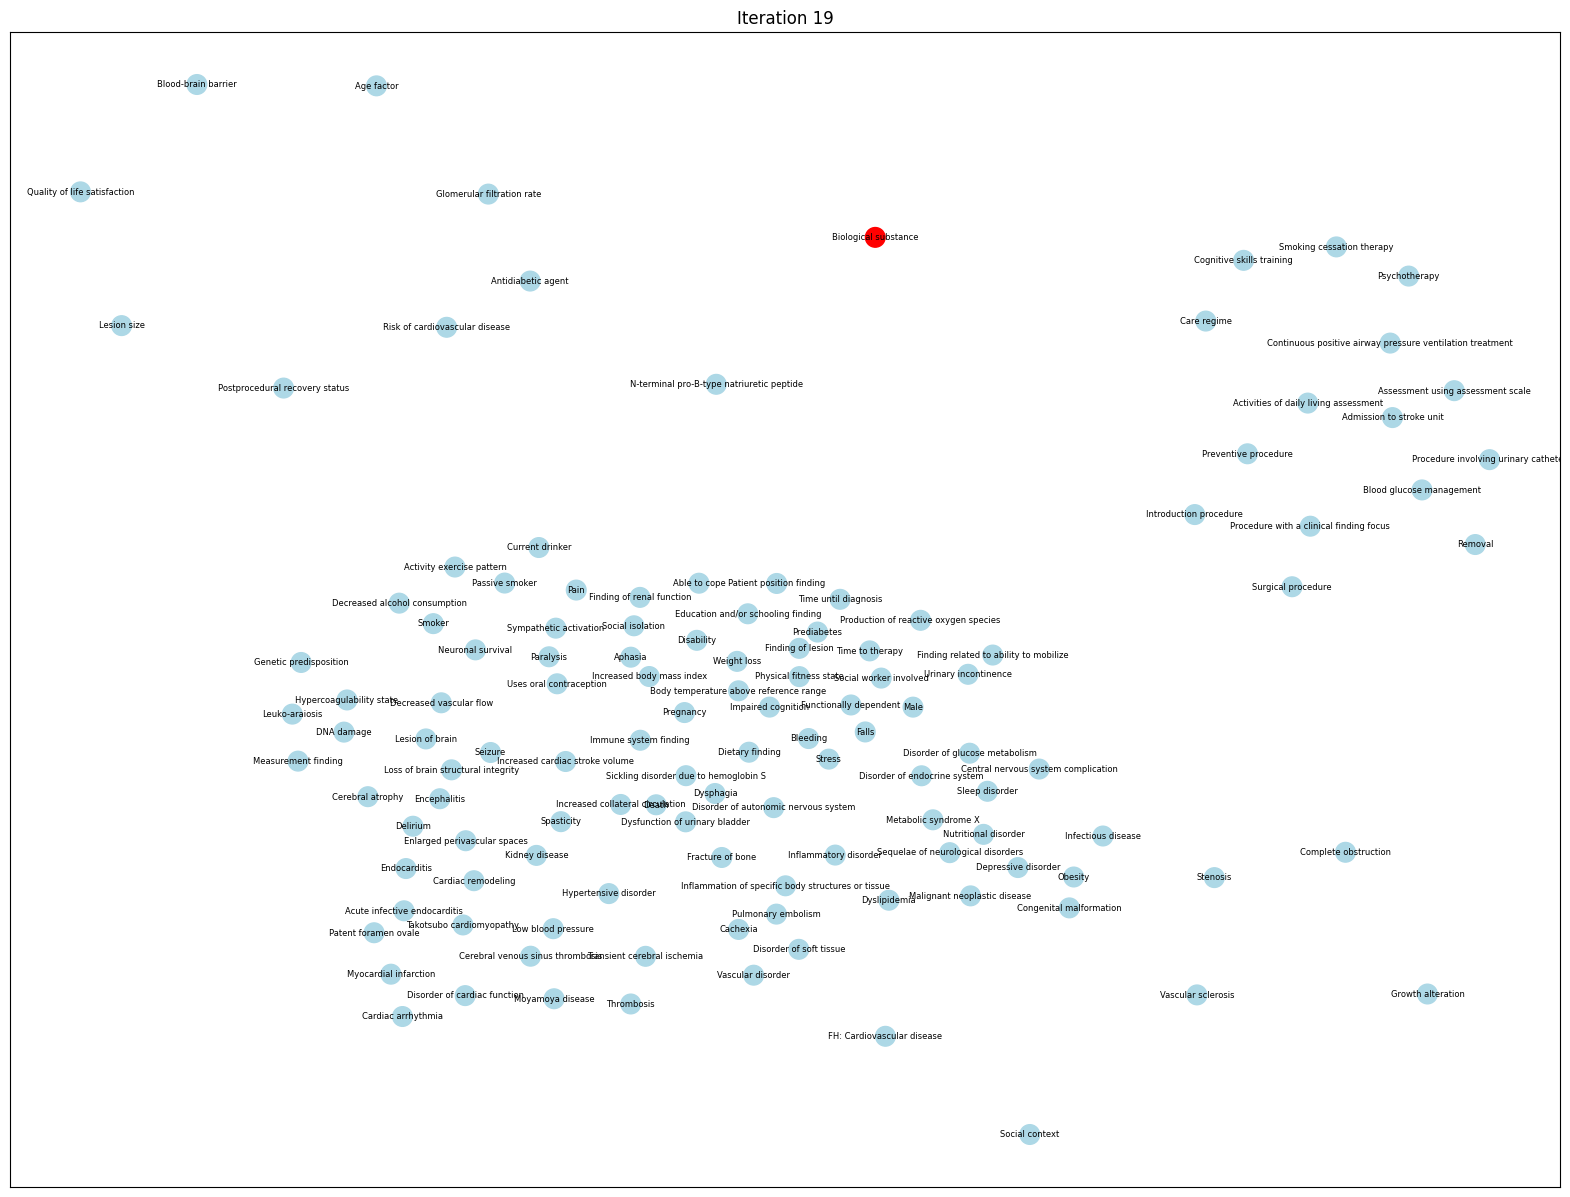 Iteration 19
Blood-brain barrier
Age factor
Quality of life satisfaction
Glomerular filtration rate
Biological substance
Smoking cessation therapy
Cognitive skills training
Psychotherapy
Antidiabetic agent
Lesion size
Risk of cardiovascular disease
Care regime
Continuous positive airway pressure ventilation treatment
Postprocedural recovery status
N-terminal pro-B-type natriuretic peptide
Assessment using assessment scale
Activities of daily living assessment
Admission to stroke unit
Preventive procedure
Procedure involving urinary cathete
Blood glucose management
Introduction procedure
Procedure with a clinical finding focus
Removal
Surgical procedure
Current drinker
Activity exercise pattern
Passive smoker
Pain
Able to cope
Patient position finding
Finding of renal function
Time until diagnosis
Decreased alcohol consumption
Education and/or schooling finding
Smoker
Sympathetic activation
Social isolation
Production of reactive oxygen species
Prediabetes
Disability
Neuronal survival
Finding of lesion
Time to therapy
Finding related to ability to mobilize
Genetic predisposition
Paralysis
Aphasia
Weight loss
Increased body mass index
Physical fitness state
Social worker involved
Urinary incontinence
Uses oral contraception
Body temperature above reference range
Hypercoagulability state
Decreased vascular flow
Impaired cognition
Functionally dependent
Male
Leuko-araiosis
Pregnancy
DNA damage
Lesion of brain
Immune system finding
Bleeding
Falls
Seizure
Dietary finding
Disorder of glucose metabolism
Measurement finding
Increased cardiac stroke volume
Stress
Loss of brain structural integrity
Central nervous system complication
Sickling disorder due to hemoglobin S
Disorder of endocrine system
Cerebral atrophy
Encephalitis
Dysphagia
Sleep disorder
Increased collateral circulation
Death
Disorder of autonomic nervous system
Delirium
Spasticity
Dysfunction of urinary bladder
Metabolic syndrome X
Nutritional disorder
Infectious disease
Enlarged perivascular spaces
Kidney disease
Fracture of bone
Inflammatory disorder
Sequelae of neurological disorders
Complete obstruction
Endocarditis
Depressive disorder
Cardiac remodeling
Obesity
Stenosis
Hypertensive disorder
Inflammation of specific body structures or tissue
Dyslipidemia
Malignant neoplastic disease
Acute infective endocarditis
Pulmonary embolism
Congenital malformation
Takotsubo cardiomyopathy
Low blood pressure
Patent foramen ovale
Cachexia
Cerebral venous sinus thrombosis
Transient cerebral ischemia
Disorder of soft tissue
Myocardial infarction
Vascular disorder
Disorder of cardiac function
Moyamoya disease
Thrombosis
Vascular sclerosis
Growth alteration
Cardiac arrhythmia
FH: Cardiovascular disease
Social context